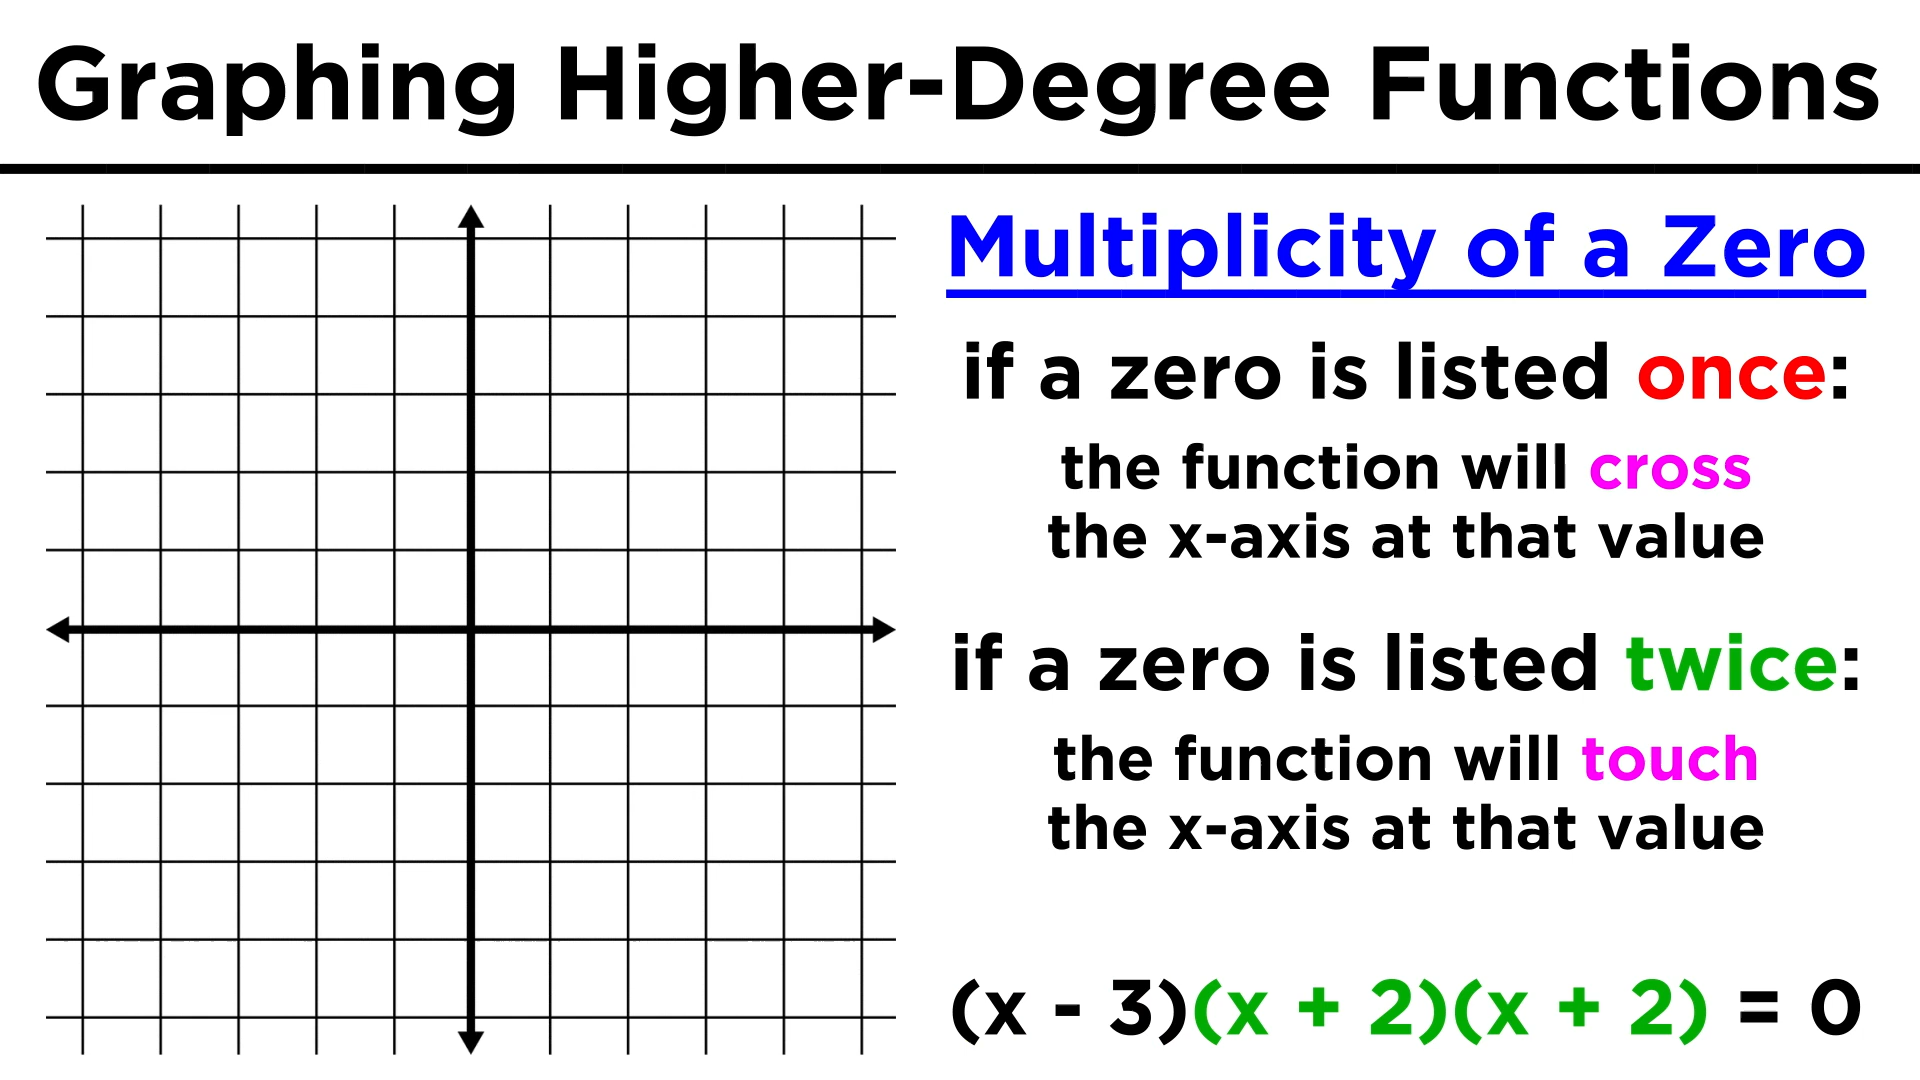 Graphing Higher-Degree Functions
Multiplicity of a Zero
if a zero is listed once:
the function will cross
the x-axis at that value
if a zero is listed twice:
the function will touch
the x-axis at that value
(x - 3)(x + 2)(x + 2) = 0